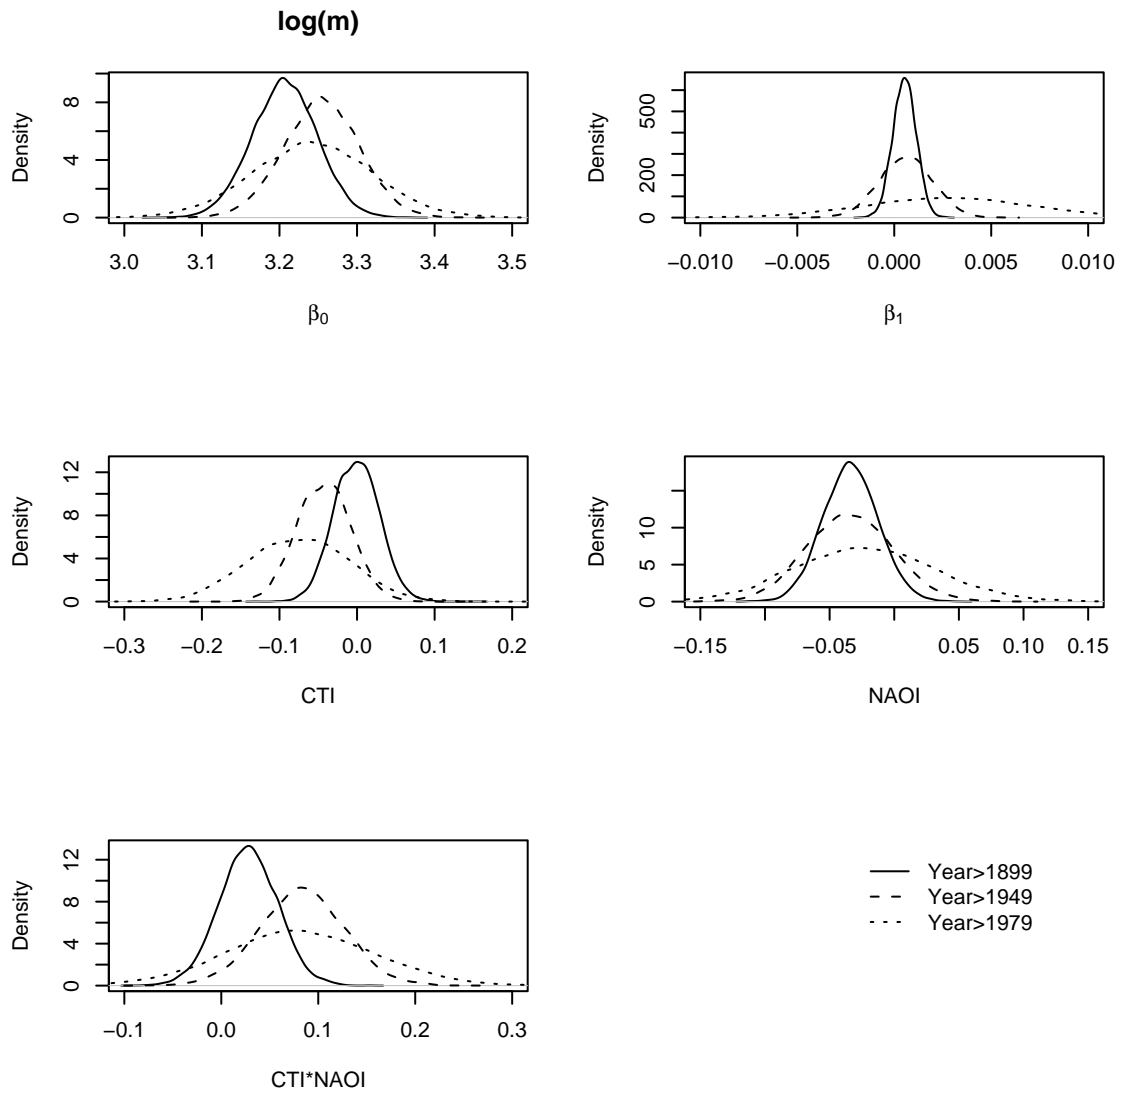 log(m)
Density
0 4 8
3.0 3.1 3.2 3.3 3.4 3.5
β0
Density
0 200 500
−0.010 −0.005 0.000 0.005 0.010
β1
Density
0 4 8 12
−0.3 −0.2 −0.1 0.0 0.1 0.2
CTI
Density
0 5 10
−0.15 −0.05 0.05 0.10 0.15
NAOI
Density
0 4 8 12
−0.1 0.0 0.1 0.2 0.3
CTI*NAOI
Year>1899
Year>1949
Year>1979